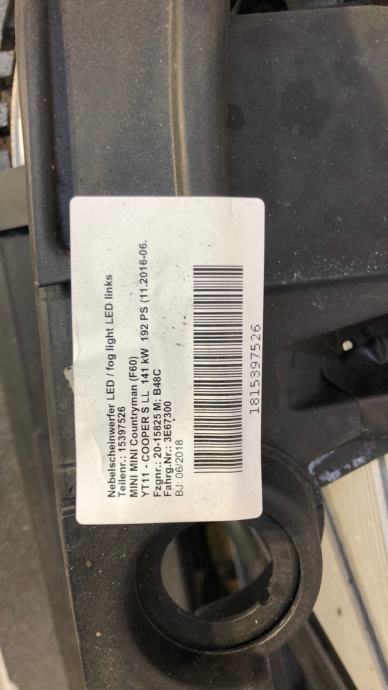 Nebelscheinwerfer LED / fog light LED links
Teilenr.: 15397526
MINI MINI Countryman (F60)
YT11 - COOPER S LL 141 kW 192 PS (11.2016-06.
Fzgnr.: 20-15825 M: B48C
Fahrg.Nr.: 3E67300
BJ: 06/2018
1815397526